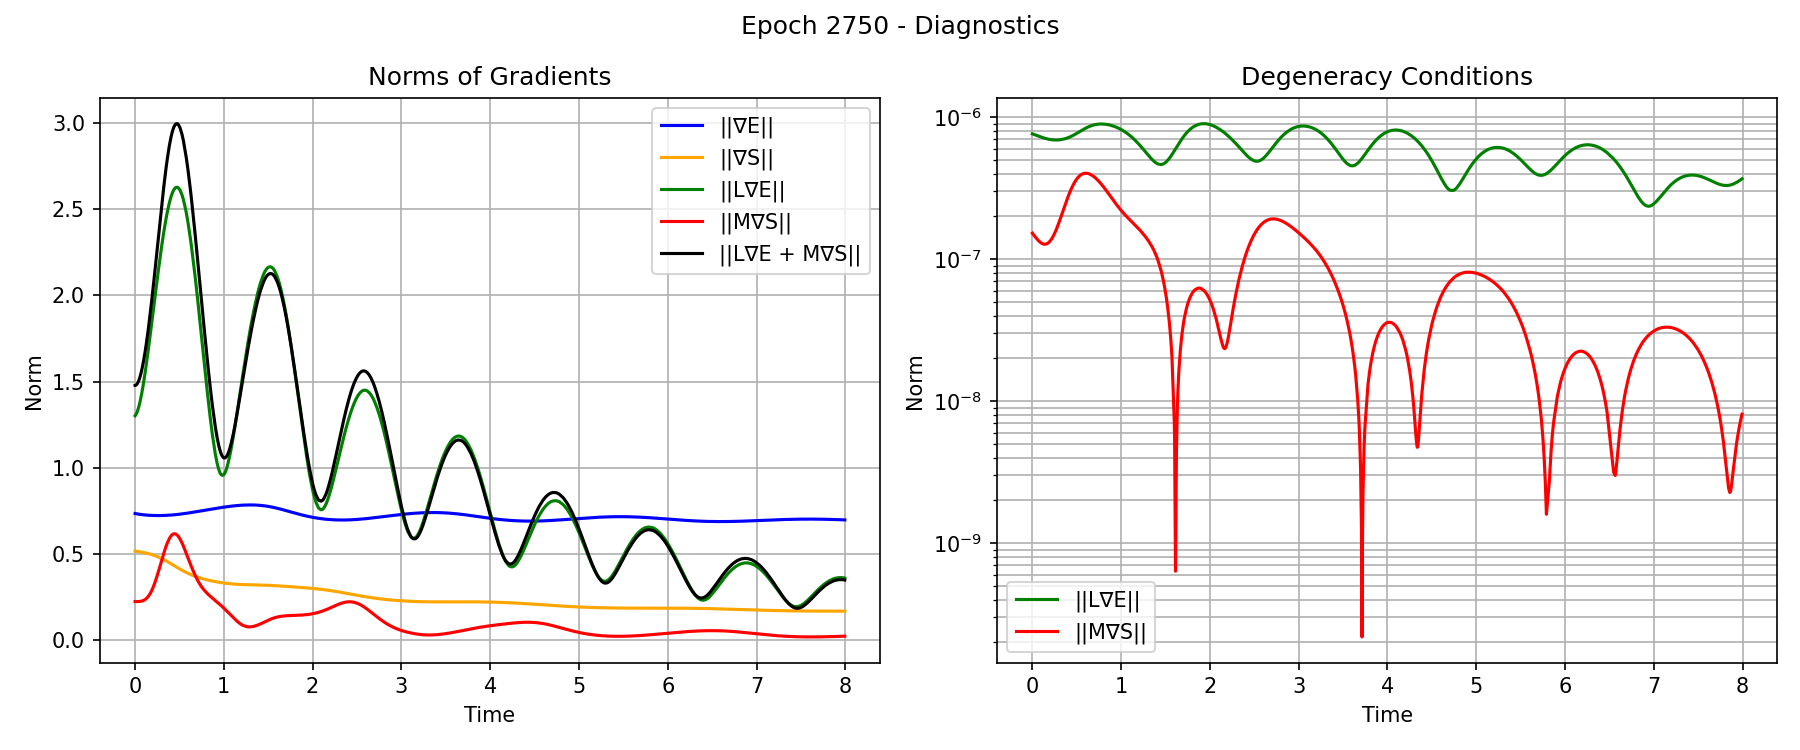 Epoch 2750 - Diagnostics
Norms of Gradients
3.0
2.5
2.0
1.5
1.0
0.5
0.0
Norm
0 1 2 3 4 5 6 7 8
Time
||∇E||
||∇S||
||L∇E||
||M∇S||
||L∇E + M∇S||
Degeneracy Conditions
10⁻⁶
10⁻⁷
10⁻⁸
10⁻⁹
Norm
0 1 2 3 4 5 6 7 8
Time
||L∇E||
||M∇S||